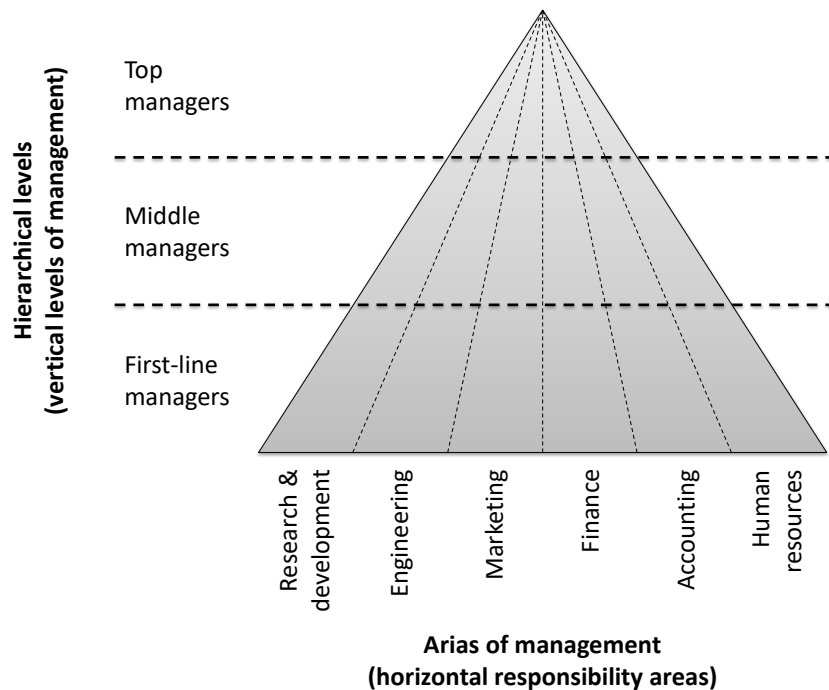 Hierarchical levels
(vertical levels of management)
Top
managers
Middle
managers
First-line
managers
Research &
development
Engineering
Marketing
Finance
Accounting
Human
resources
Arias of management
(horizontal responsibility areas)